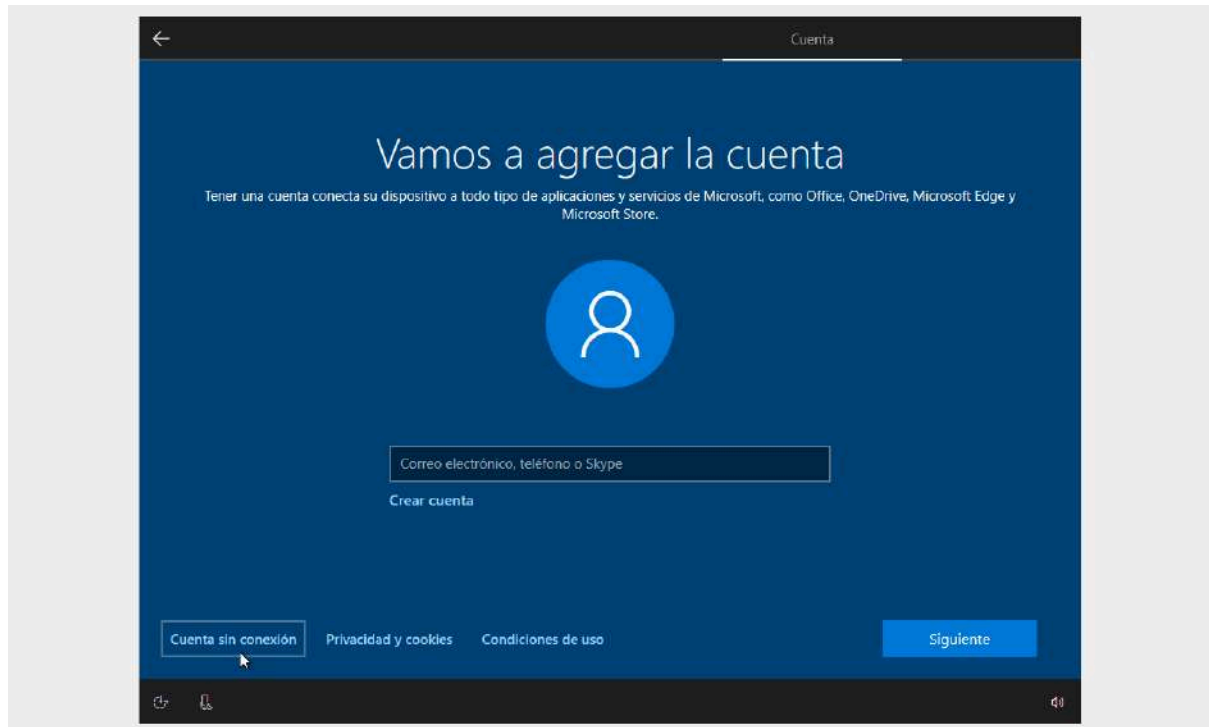 Cuenta
Vamos a agregar la cuenta
Tener una cuenta conecta su dispositivo a todo tipo de aplicaciones y servicios de Microsoft, como Office, OneDrive, Microsoft Edge y
Microsoft Store.
Correo electrónico, teléfono o Skype
Crear cuenta
Cuenta sin conexión Privacidad y cookies Condiciones de uso Siguiente